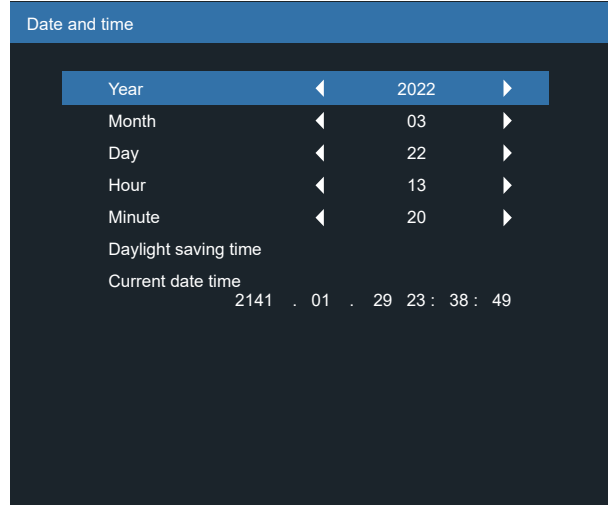 Date and time
Year 2022
Month 03
Day 22
Hour 13
Minute 20
Daylight saving time
Current date time
2141 . 01 . 29 23 : 38 : 49